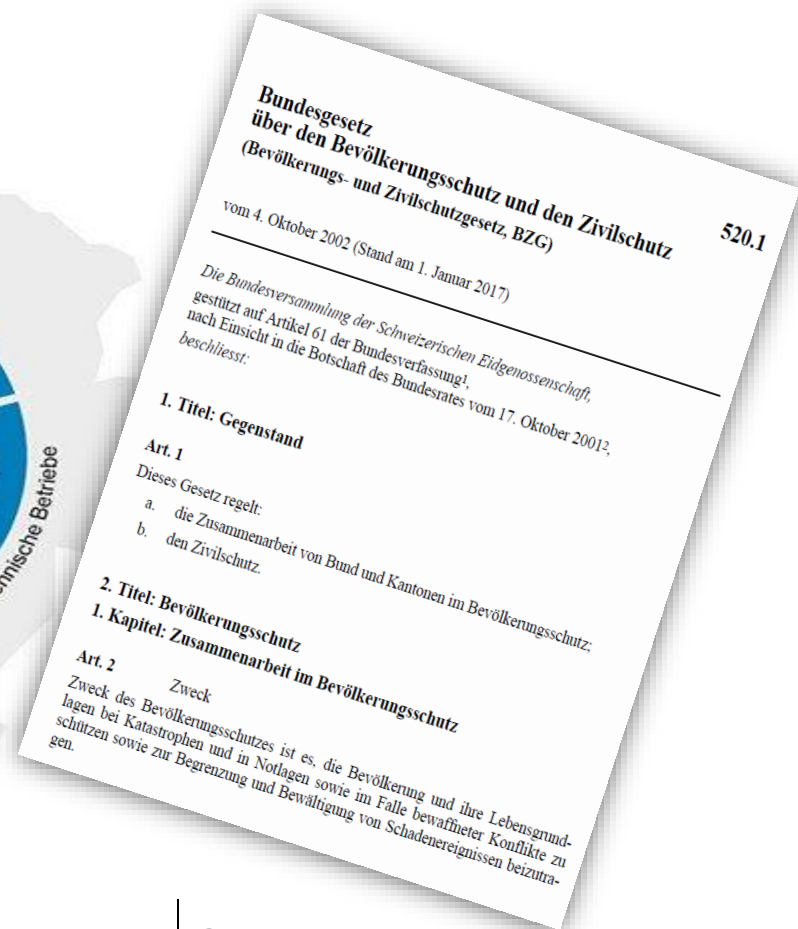 Bundesgesetz
über den Bevölkerungsschutz und den Zivilschutz
(Bevölkerungs- und Zivilschutzgesetz, BZG)
520.1
vom 4. Oktober 2002 (Stand am 1. Januar 2017)
Die Bundesversammlung der Schweizerischen Eidgenossenschaft,
gestützt auf Artikel 61 der Bundesverfassung¹,
nach Einsicht in die Botschaft des Bundesrates vom 17. Oktober 2001²,
beschliesst:
1. Titel: Gegenstand
Art. 1
Dieses Gesetz regelt:
a. die Zusammenarbeit von Bund und Kantonen im Bevölkerungsschutz;
b. den Zivilschutz.
2. Titel: Bevölkerungsschutz
1. Kapitel: Zusammenarbeit im Bevölkerungsschutz
Art. 2 Zweck
Zweck des Bevölkerungsschutzes ist es, die Bevölkerung und ihre Lebensgrund-
lagen bei Katastrophen und in Notlagen sowie im Falle bewaffneter Konflikte zu
schützen sowie zur Begrenzung und Bewältigung von Schadenereignissen beizutra-
gen.
Betriebe